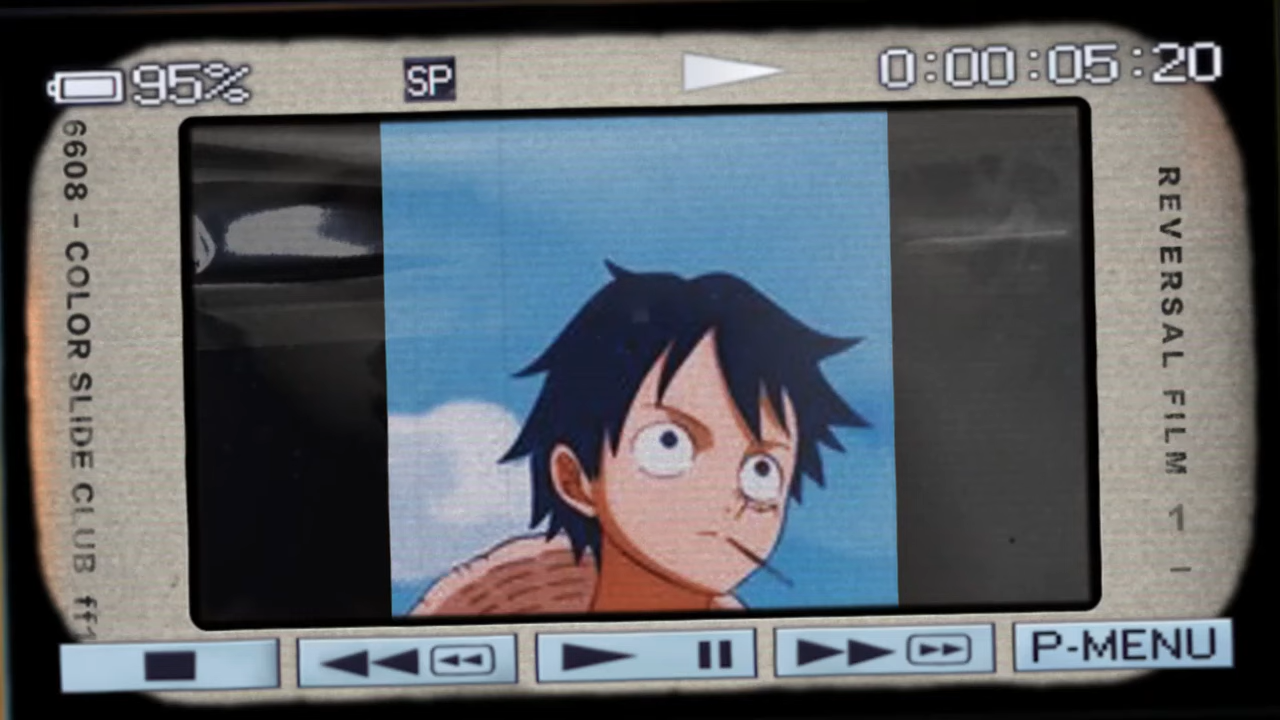 95%
SP
0:00:05:20
6608 - COLOR SLIDE CLUB
REVERSAL FILM
P-MENU